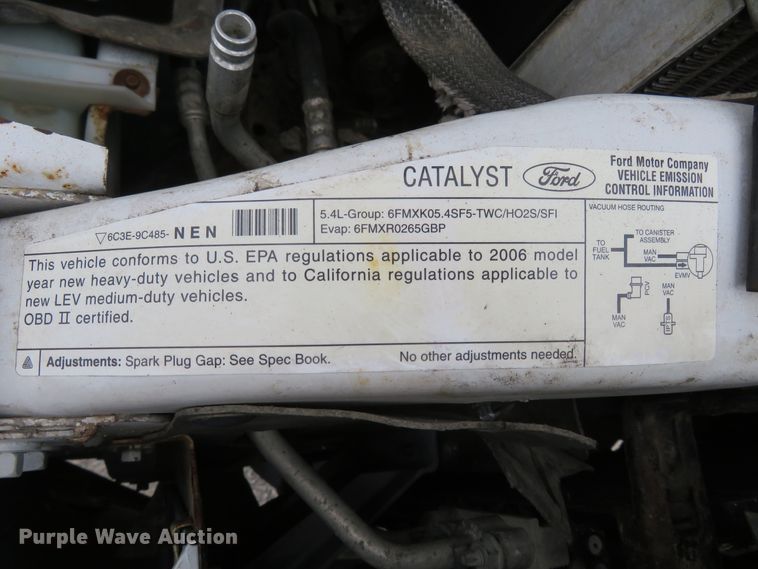 CATALYST Ford
Ford Motor Company
VEHICLE EMISSION
CONTROL INFORMATION
6C3E-9C485- NEN
5.4L-Group: 6FMXK05.4SF5-TWC/HO2S/SFI
Evap: 6FMXR0265GBP
This vehicle conforms to U.S. EPA regulations applicable to 2006 model
year new heavy-duty vehicles and to California regulations applicable to
new LEV medium-duty vehicles.
OBD II certified.
Adjustments: Spark Plug Gap: See Spec Book. No other adjustments needed.
VACUUM HOSE ROUTING
TO CANISTER
ASSEMBLY
TO
FUEL
TANK
MAN
VAC
EVMV
PCV
MAN
VAC
MAN
VAC
Purple Wave Auction